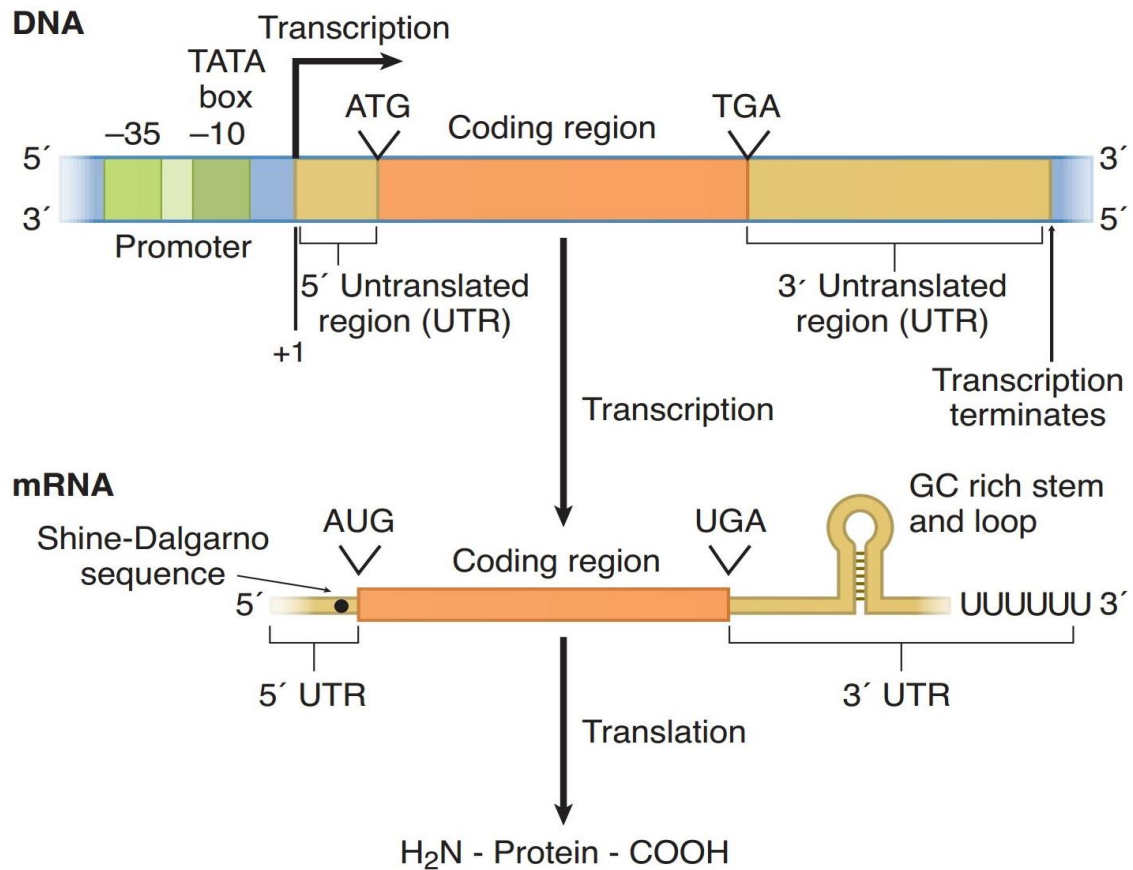 DNA
Transcription
TATA
box
–35
–10
ATG
Coding region
TGA
5´
3´
3´
5´
Promoter
5´ Untranslated
region (UTR)
3´ Untranslated
region (UTR)
+1
Transcription
terminates
Transcription
mRNA
Shine-Dalgarno
sequence
AUG
Coding region
UGA
GC rich stem
and loop
5´
UUUUUU 3´
5´ UTR
3´ UTR
Translation
H₂N - Protein - COOH